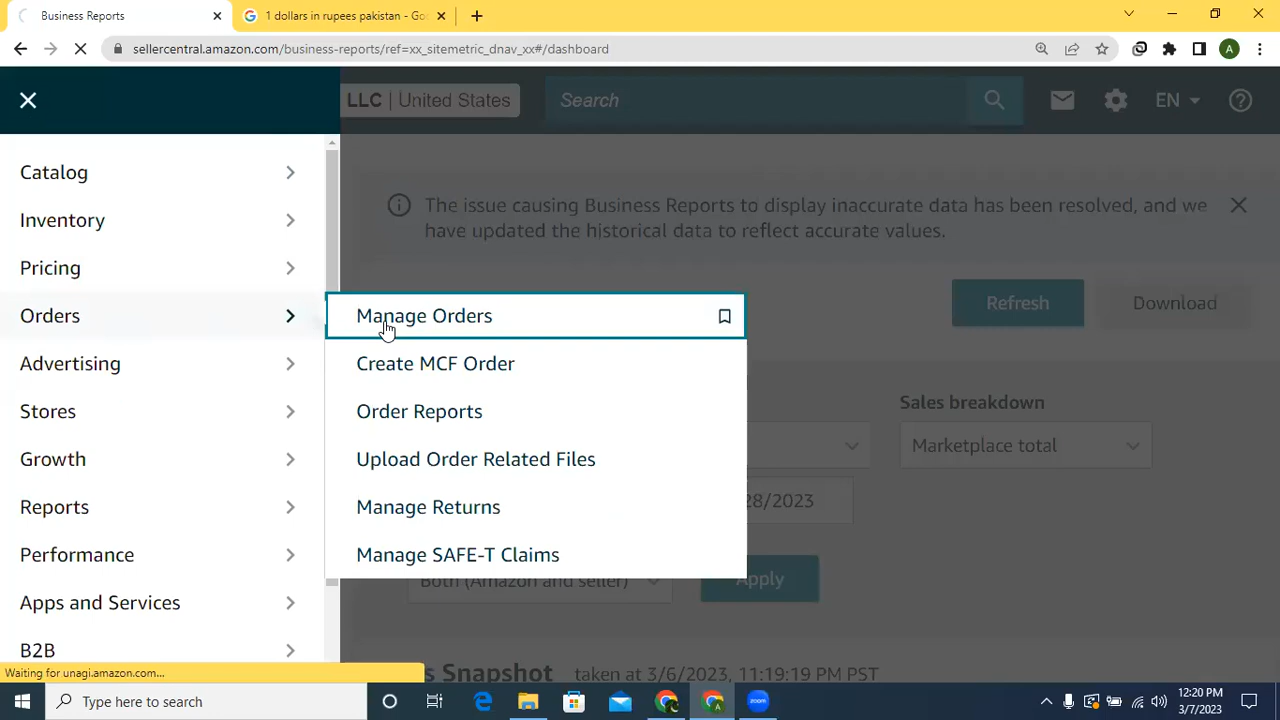 Business Reports
1 dollars in rupees pakistan - Go
sellercentral.amazon.com/business-reports/ref=xx_sitemetric_dnav_xx#/dashboard
A
LLC | United States
Search
EN
Catalog
Inventory
Pricing
Orders
Advertising
Stores
Growth
Reports
Performance
Apps and Services
B2B
Manage Orders
Create MCF Order
Order Reports
Upload Order Related Files
Manage Returns
Manage SAFE-T Claims
The issue causing Business Reports to display inaccurate data has been resolved, and we
have updated the historical data to reflect accurate values.
Refresh
Download
Sales breakdown
Marketplace total
28/2023
Both (Amazon and seller)
Apply
s Snapshot taken at 3/6/2023, 11:19:19 PM PST
Waiting for unagi.amazon.com...
Type here to search
12:20 PM
3/7/2023